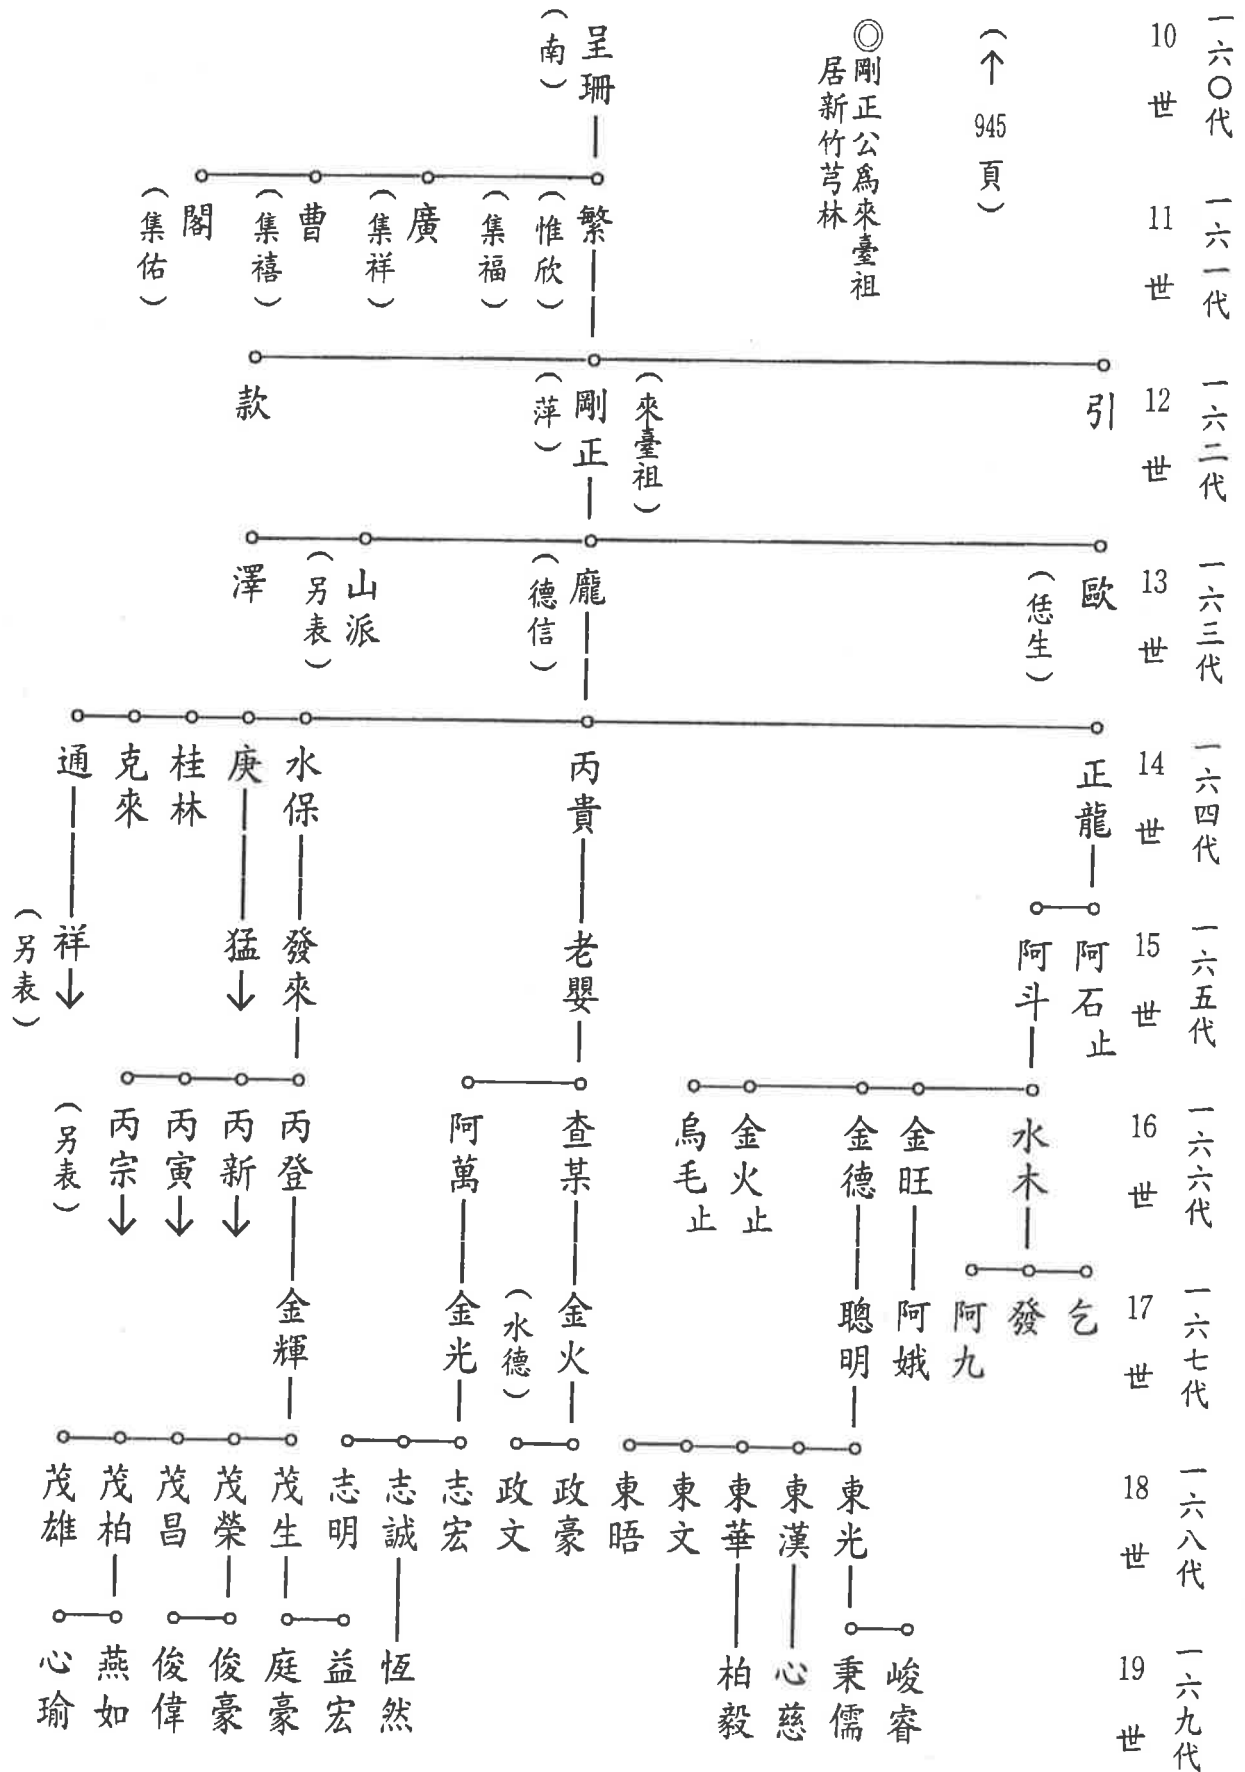 一六〇代
10世
(↑945頁)
◎剛正公為來臺祖
居新竹芎林
呈珊
(南)
一六一代
11世
繁
(惟欣)
(集福)
廣
(集祥)
曹
(集禧)
閣
(集佑)
一六二代
12世
引
(來臺祖)
剛正
(萍)
款
一六三代
13世
歐
(恁生)
龐
(德信)
山派
(另表)
澤
一六四代
14世
正龍
丙貴
水保
庚
桂林
克來
通
一六五代
15世
阿石止
阿斗
老嬰
發來
猛↓
祥↓
(另表)
一六六代
16世
水木
金旺
金德
金火止
烏毛止
查某
阿萬
丙登
丙新↓
丙寅↓
丙宗↓
(另表)
一六七代
17世
乞
發
阿九
阿娥
聰明
金火
(水德)
金光
金輝
一六八代
18世
東光
東漢
東華
東文
東晤
政豪
政文
志宏
志誠
志明
茂生
茂榮
茂昌
茂柏
茂雄
一六九代
19世
峻睿
秉儒
心慈
柏毅
恆然
益宏
庭豪
俊豪
俊偉
燕如
心瑜